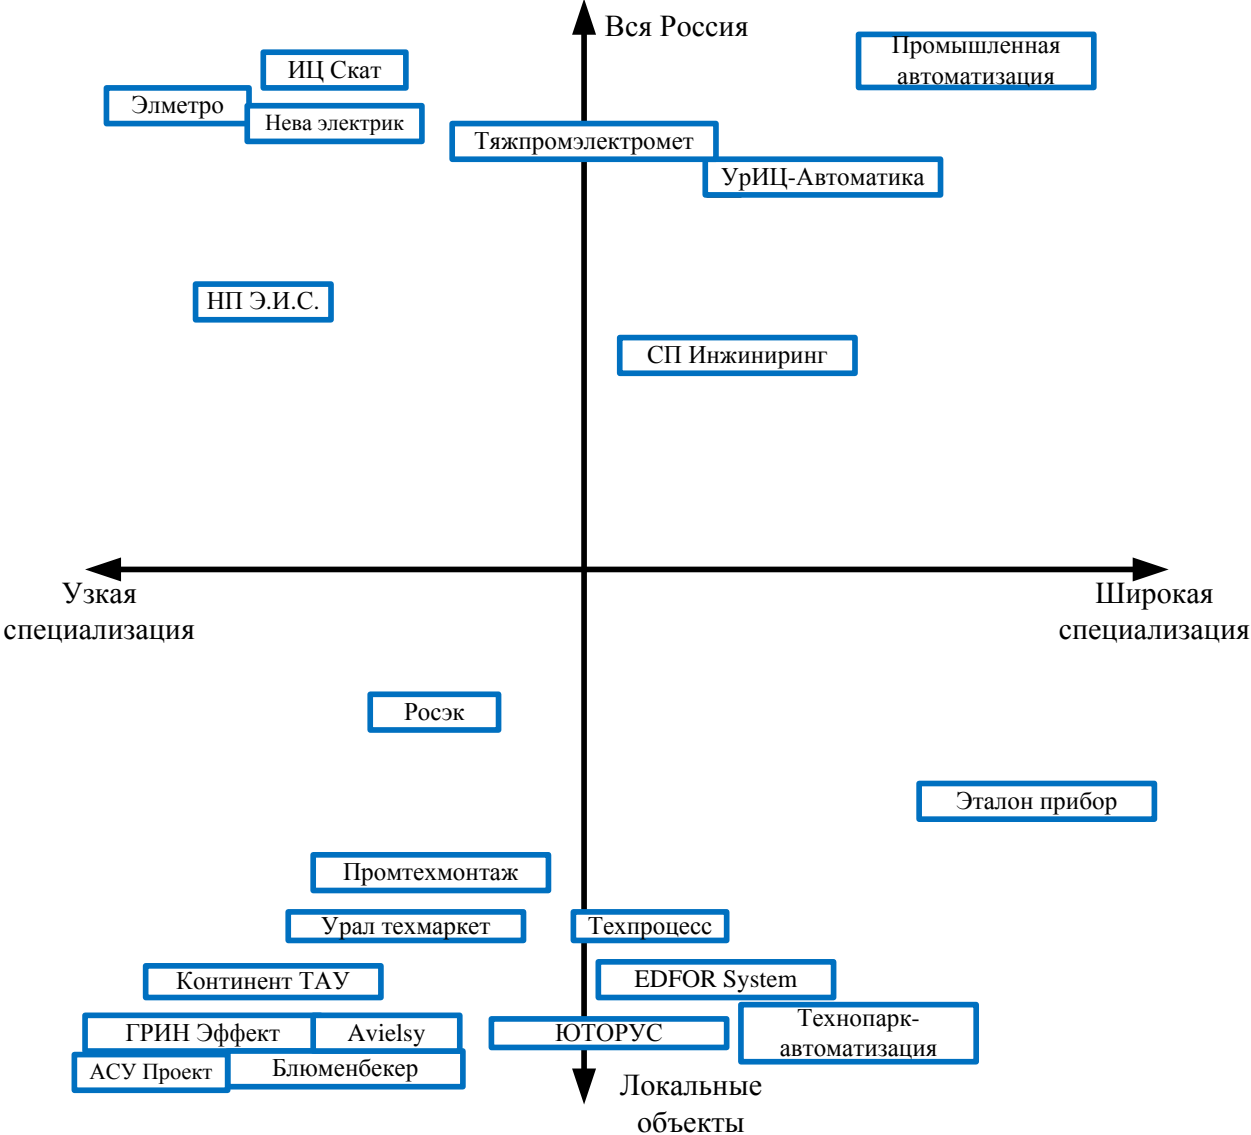 Вся Россия
Промышленная
автоматизация
ИЦ Скат
Элметро
Нева электрик
Тяжпромэлектромет
УрИЦ-Автоматика
НП Э.И.С.
СП Инжиниринг
Узкая
специализация
Широкая
специализация
Росэк
Эталон прибор
Промтехмонтаж
Урал техмаркет
Техпроцесс
Континент ТАУ
EDFOR System
ГРИН Эффект
Avielsy
ЮТОРУС
Технопарк-
автоматизация
АСУ Проект
Блюменбекер
Локальные
объекты